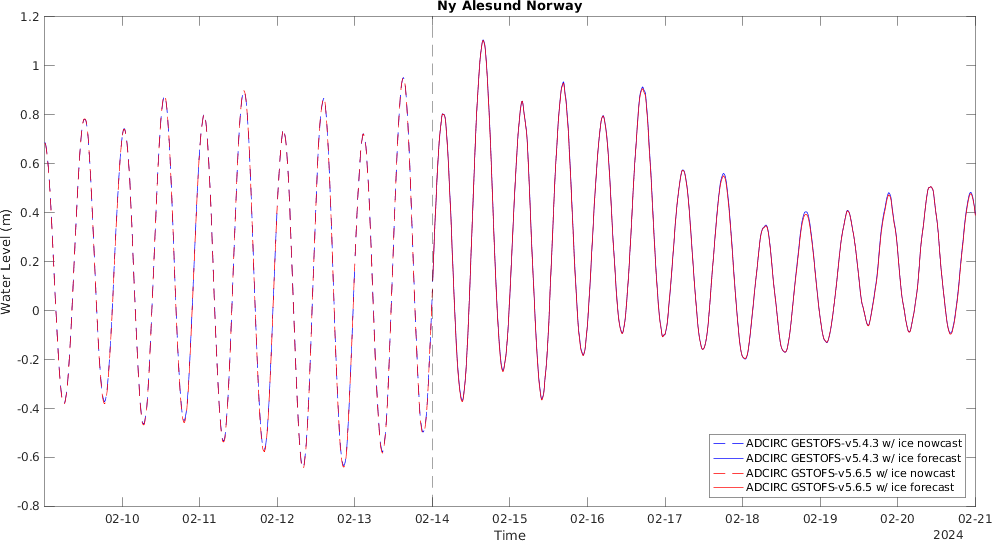 Ny Alesund Norway
1.2
1
0.8
0.6
0.4
0.2
0
-0.2
-0.4
-0.6
-0.8
Water Level (m)
ADCIRC GESTOFS-v5.4.3 w/ ice nowcast
ADCIRC GESTOFS-v5.4.3 w/ ice forecast
ADCIRC GSTOFS-v5.6.5 w/ ice nowcast
ADCIRC GSTOFS-v5.6.5 w/ ice forecast
02-10 02-11 02-12 02-13 02-14 02-15 02-16 02-17 02-18 02-19 02-20 02-21
Time 2024